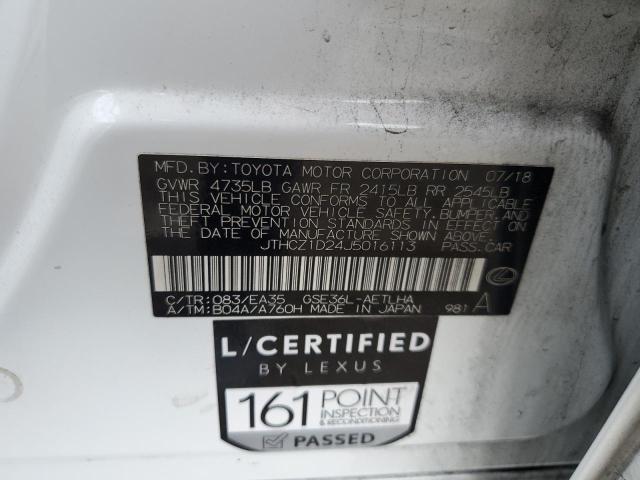 MFD.BY:TOYOTA MOTOR CORPORATION 07/18
GVWR 4735LB GAWR FR 2415LB RR 2545LB
THIS VEHICLE CONFORMS TO ALL APPLICABLE
FEDERAL MOTOR VEHICLE SAFETY, BUMPER, AND
THEFT PREVENTION STANDARDS IN EFFECT ON
THE DATE OF MANUFACTURE SHOWN ABOVE.
JTHCZ1D24J5016113 PASS.CAR
C/TR:083/EA35 GSE36L-AETLHA
A/TM:B04A/A760H MADE IN JAPAN 981 A
L/CERTIFIED
BY LEXUS
161 POINT
INSPECTION
& RECONDITIONING
PASSED